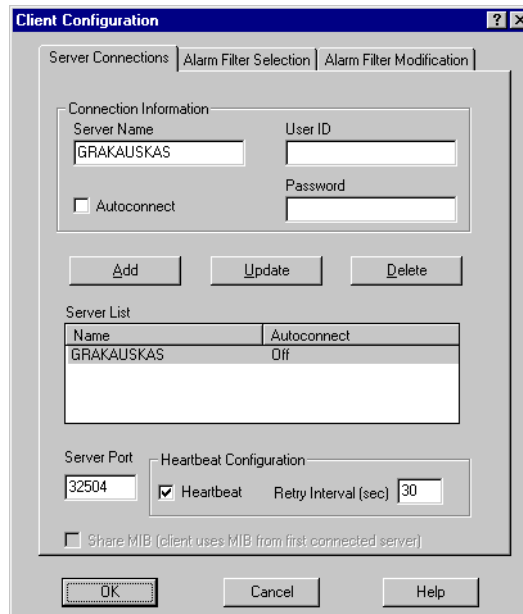 Client Configuration
Server Connections
Alarm Filter Selection
Alarm Filter Modification
Connection Information
Server Name
User ID
GRAKAUSKAS
Autoconnect
Password
Add
Update
Delete
Server List
Name
Autoconnect
GRAKAUSKAS
Off
Server Port
32504
Heartbeat Configuration
Heartbeat
Retry Interval (sec)
30
Share MIB (client uses MIB from first connected server)
OK
Cancel
Help